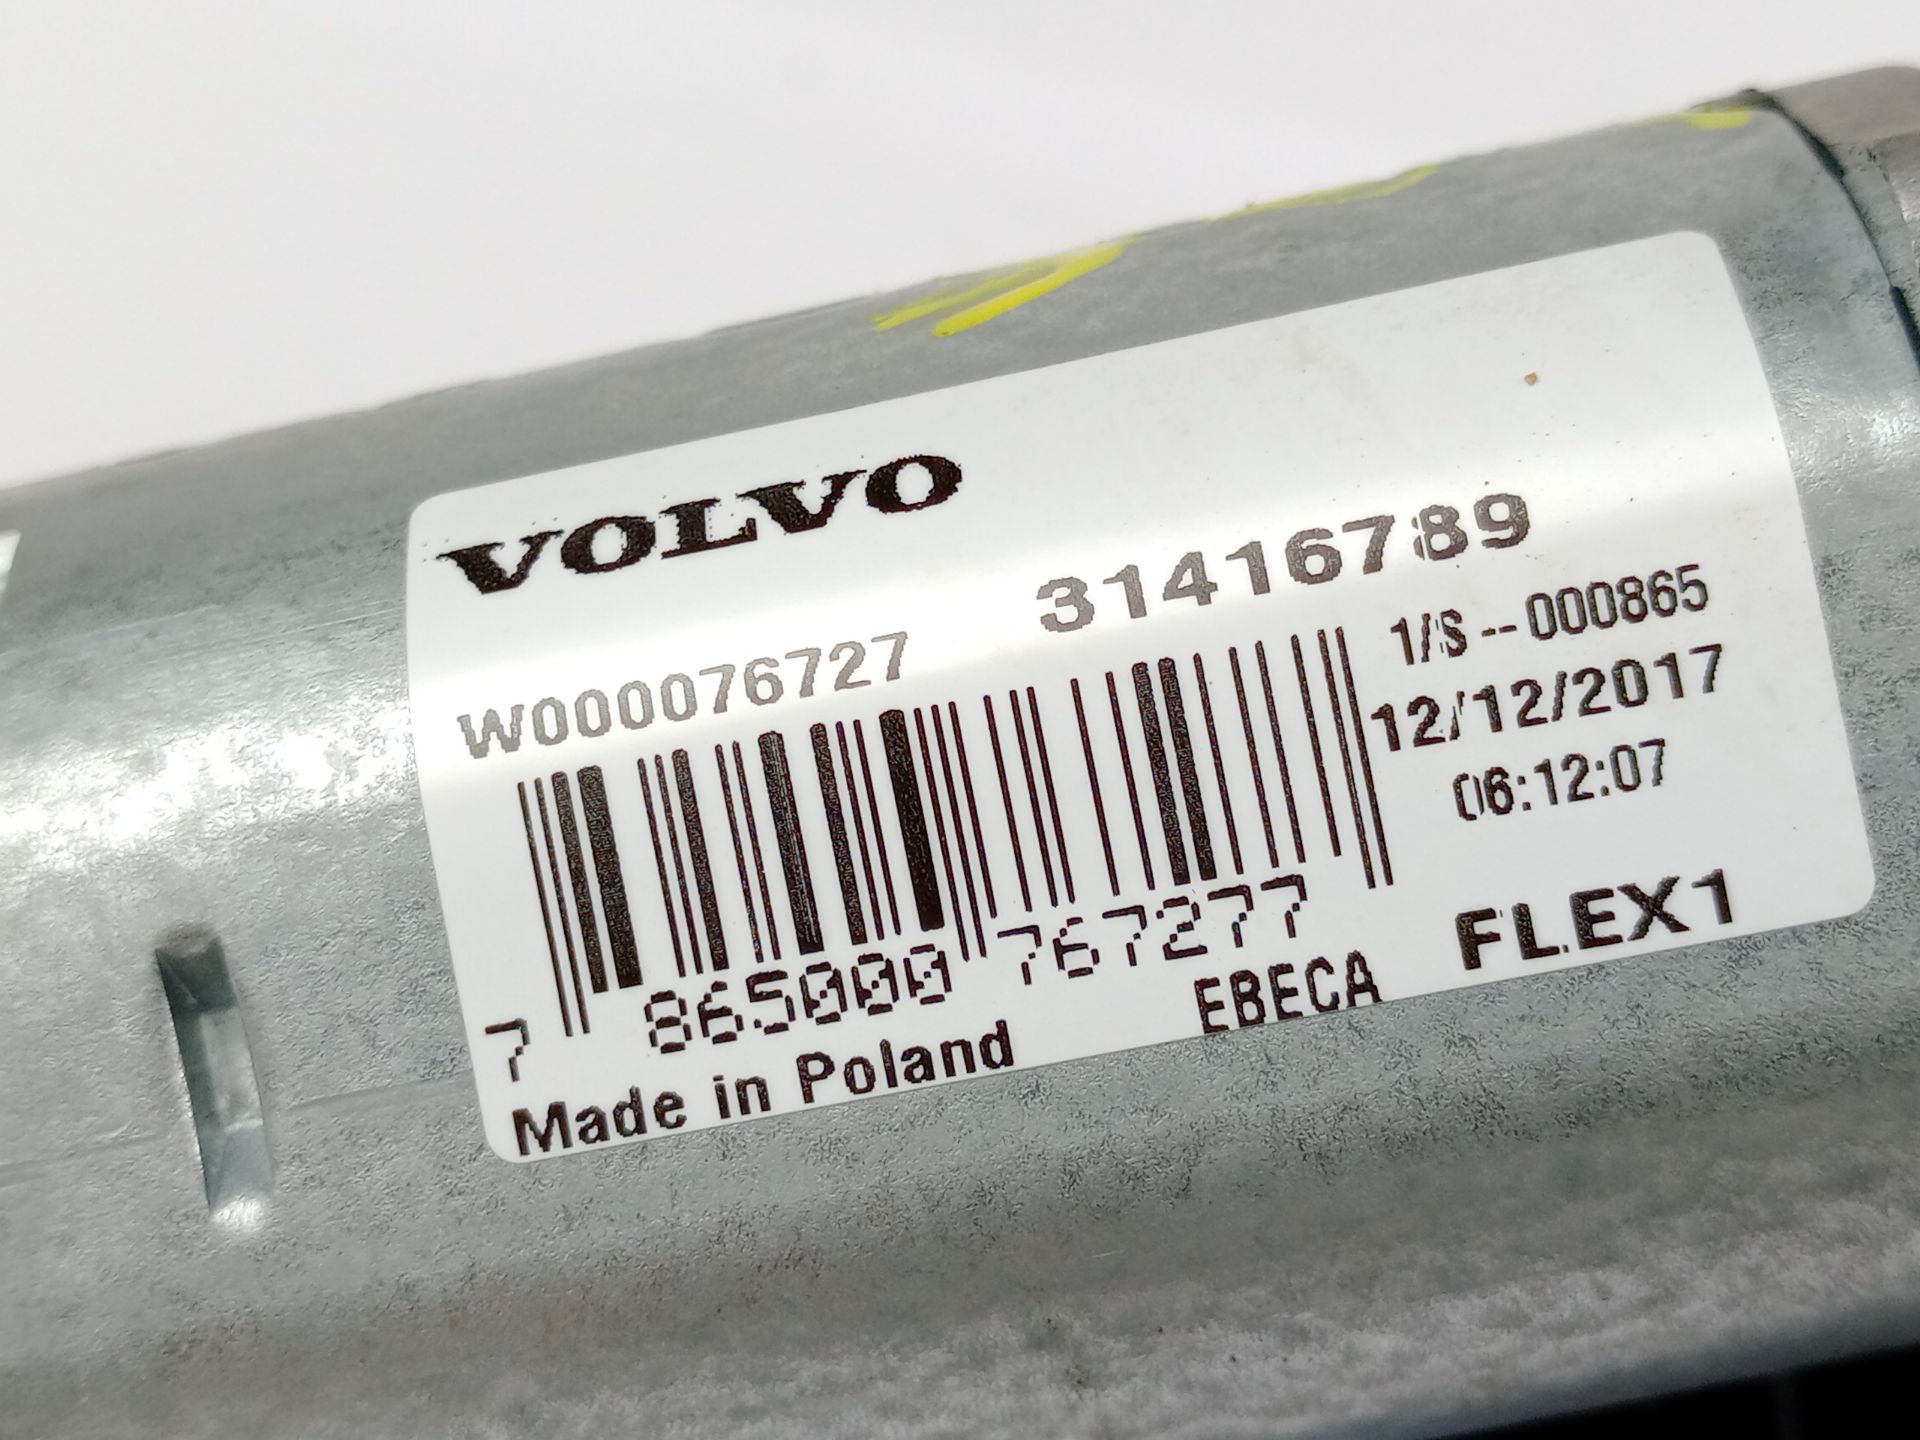 VOLVO
31416789
W000076727
1/S--000865
12/12/2017
06:12:07
7 865000 767277
EBECA
FLEX1
Made in Poland